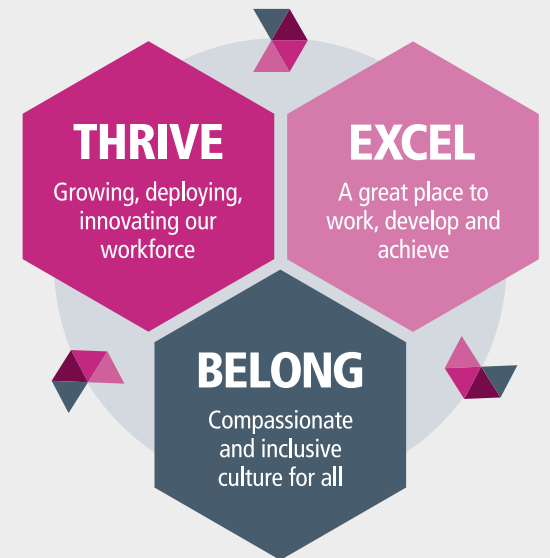 THRIVE
Growing, deploying,
innovating our
workforce
EXCEL
A great place to
work, develop and
achieve
BELONG
Compassionate
and inclusive
culture for all